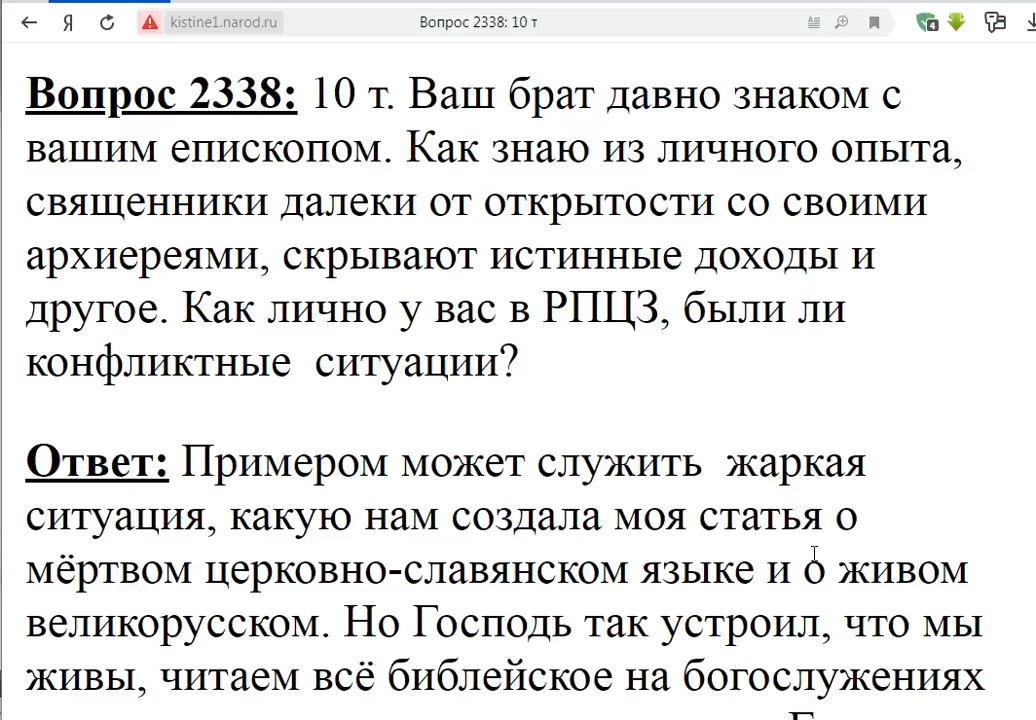 Я kistine1.narod.ru Вопрос 2338: 10 т 4
Вопрос 2338: 10 т. Ваш брат давно знаком с
вашим епископом. Как знаю из личного опыта,
священники далеки от открытости со своими
архиереями, скрывают истинные доходы и
другое. Как лично у вас в РПЦЗ, были ли
конфликтные  ситуации?
Ответ: Примером может служить  жаркая
ситуация, какую нам создала моя статья о
мёртвом церковно-славянском языке и о живом
великорусском. Но Господь так устроил, что мы
живы, читаем всё библейское на богослужениях